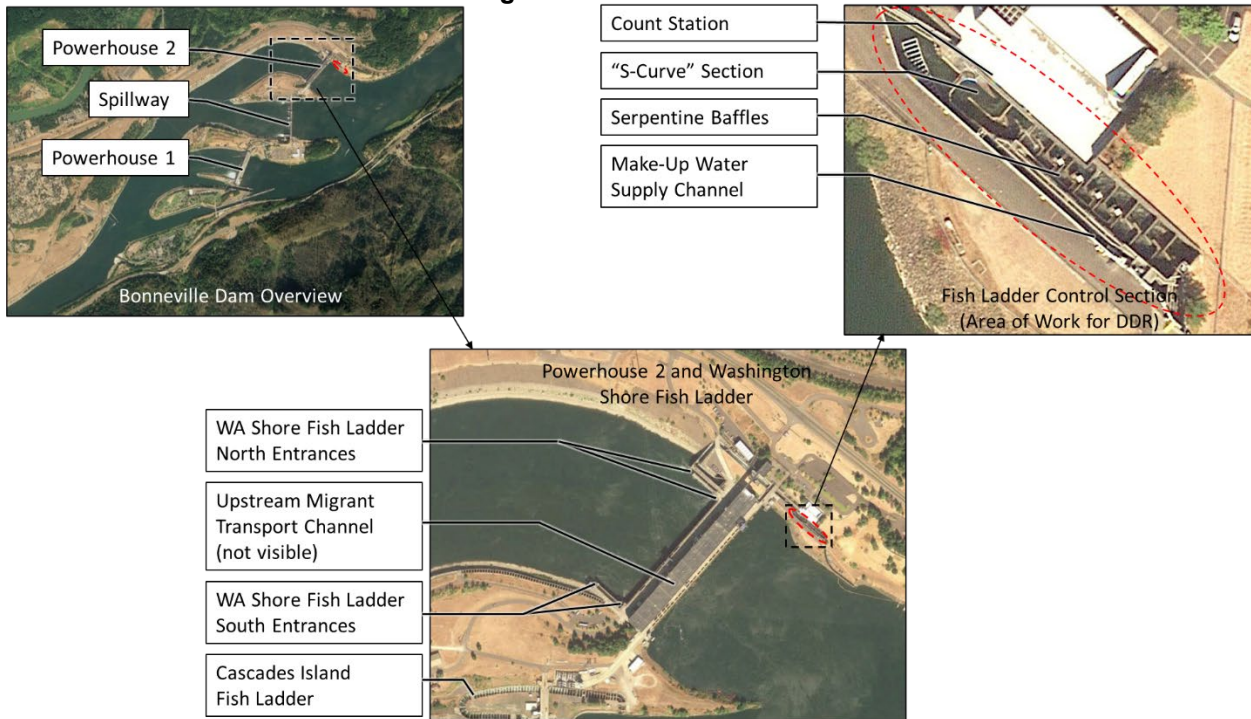 Powerhouse 2
Spillway
Powerhouse 1
Bonneville Dam Overview
Count Station
“S-Curve” Section
Serpentine Baffles
Make-Up Water
Supply Channel
Fish Ladder Control Section
(Area of Work for DDR)
Powerhouse 2 and Washington
Shore Fish Ladder
WA Shore Fish Ladder
North Entrances
Upstream Migrant
Transport Channel
(not visible)
WA Shore Fish Ladder
South Entrances
Cascades Island
Fish Ladder